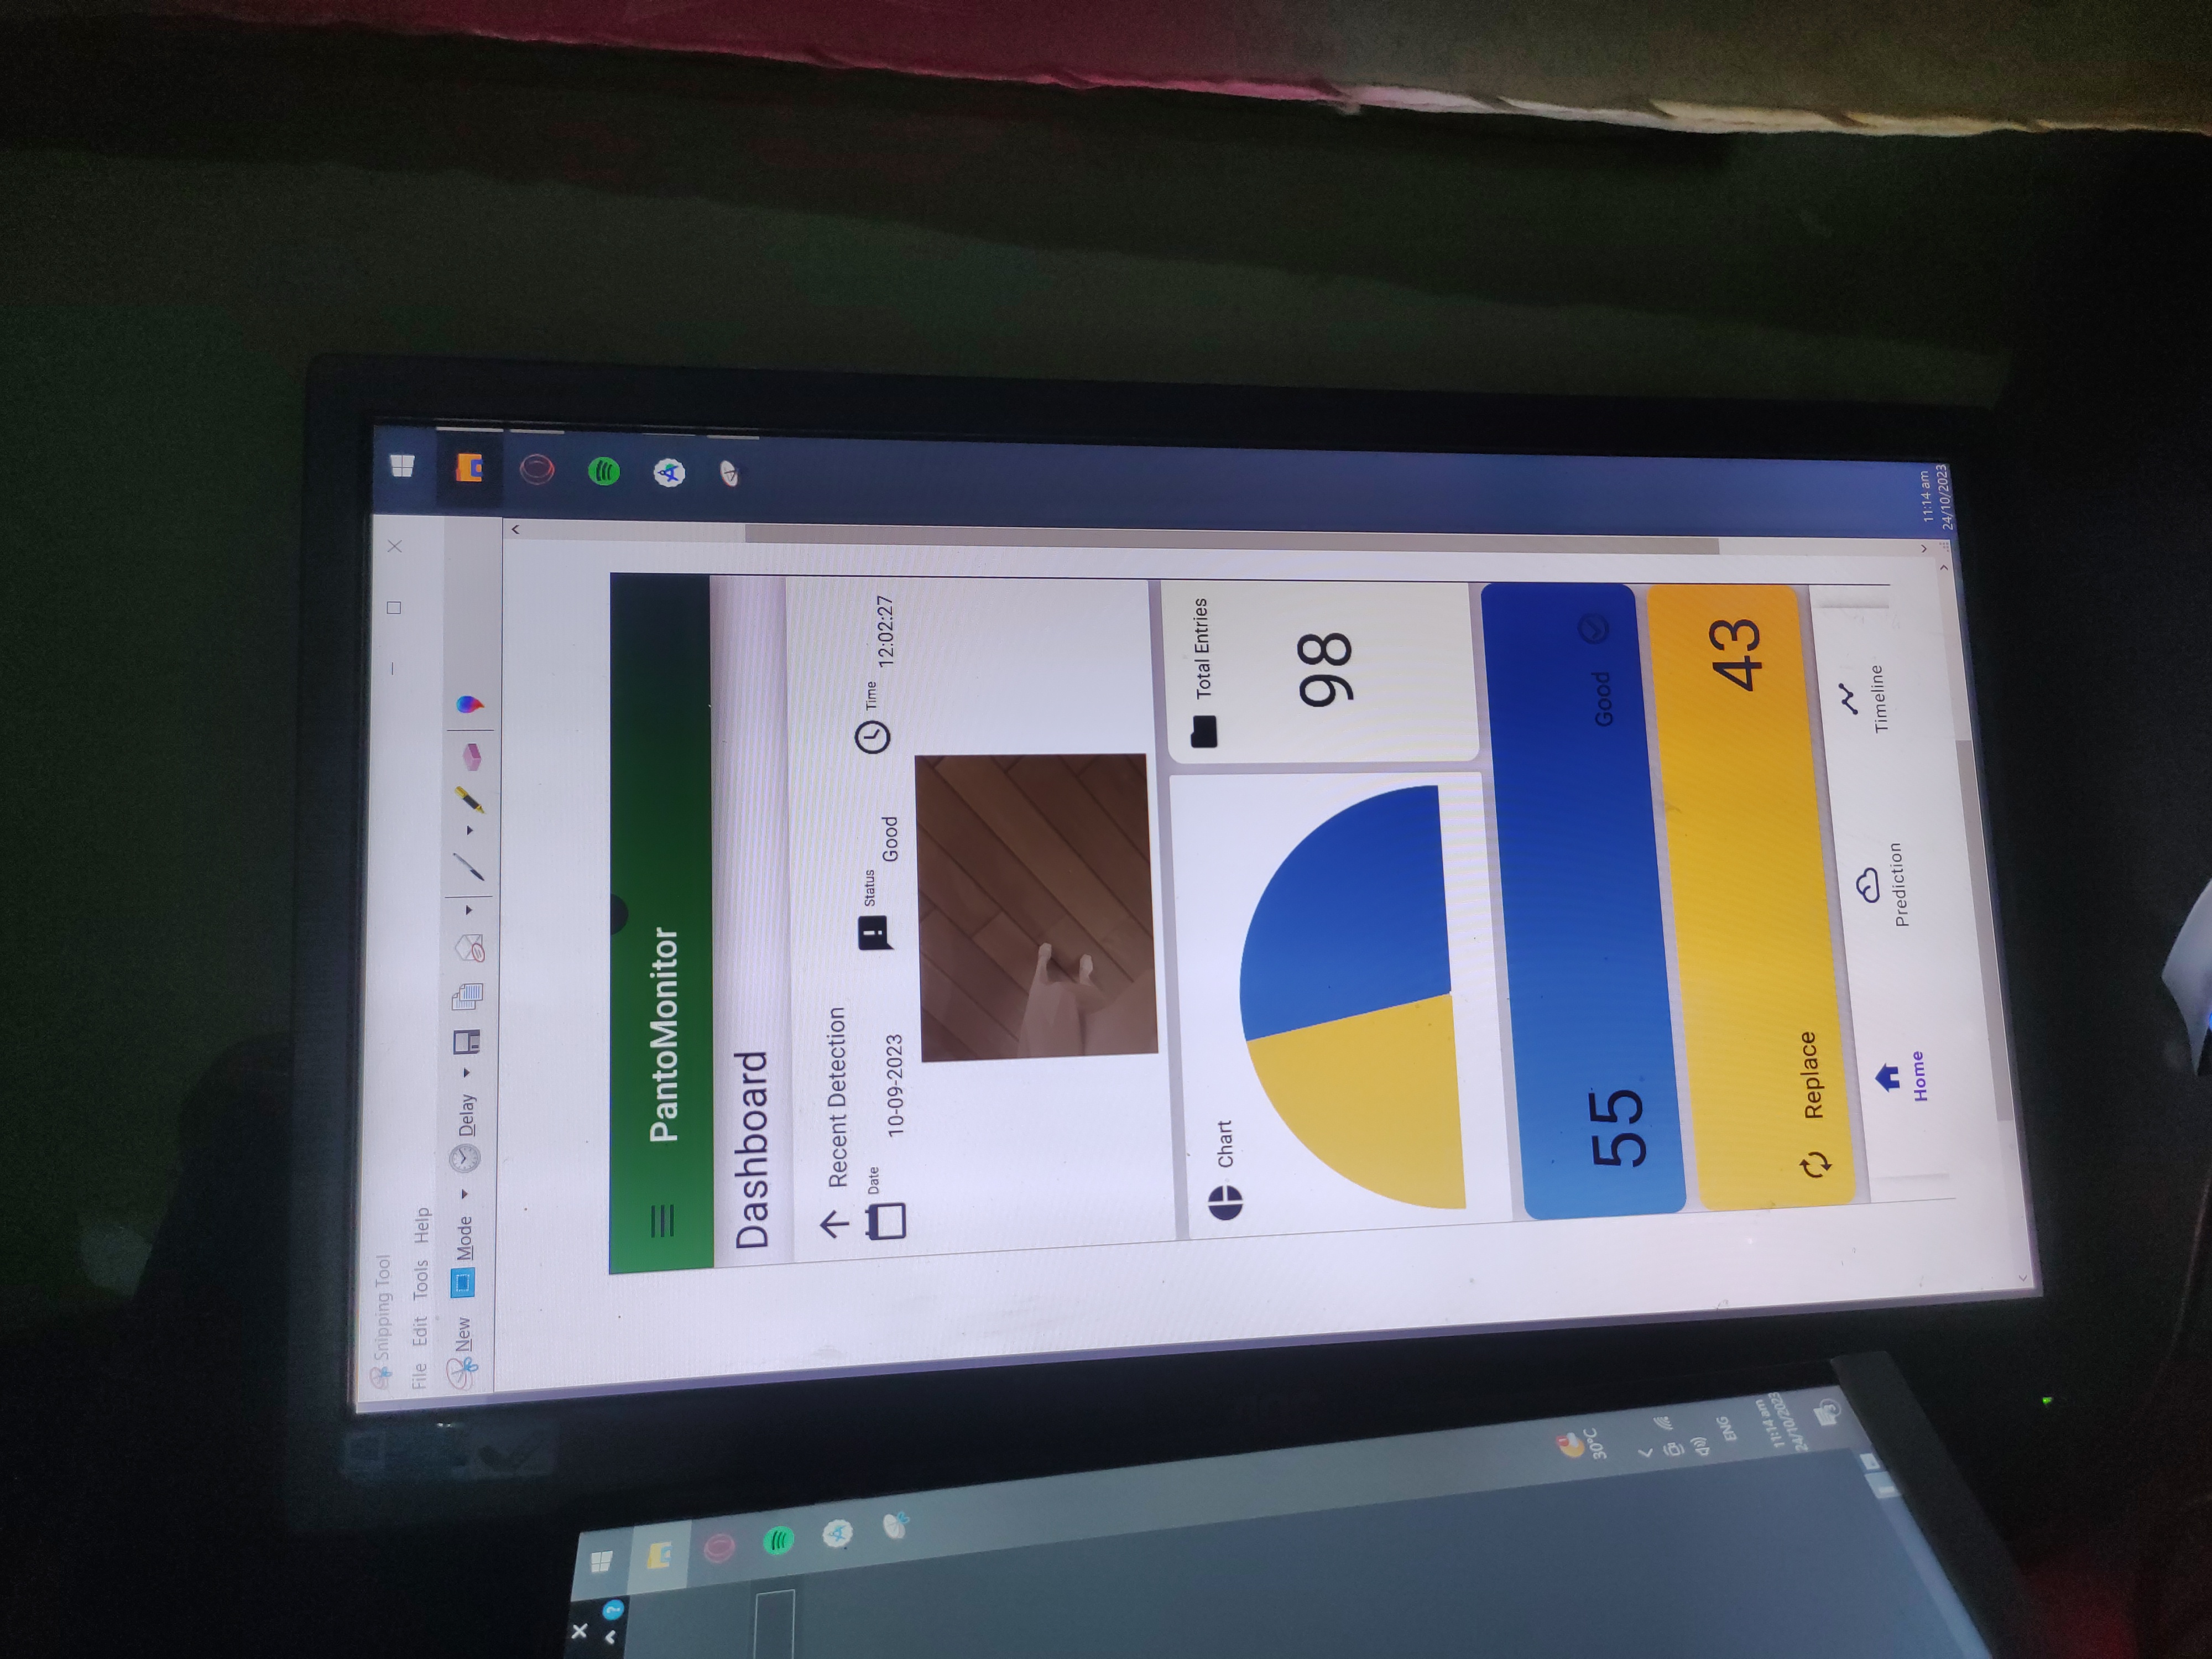 Snipping Tool
File Edit Tools Help
New Mode Delay
PantoMonitor
Dashboard
Recent Detection
Date
10-09-2023
Status
Good
Time
12:02:27
Chart
Total Entries
98
55
Good
43
Replace
Home
Prediction
Timeline
11:14 am
24/10/2023
30°C
ENG
11:14 am
24/10/2023
3